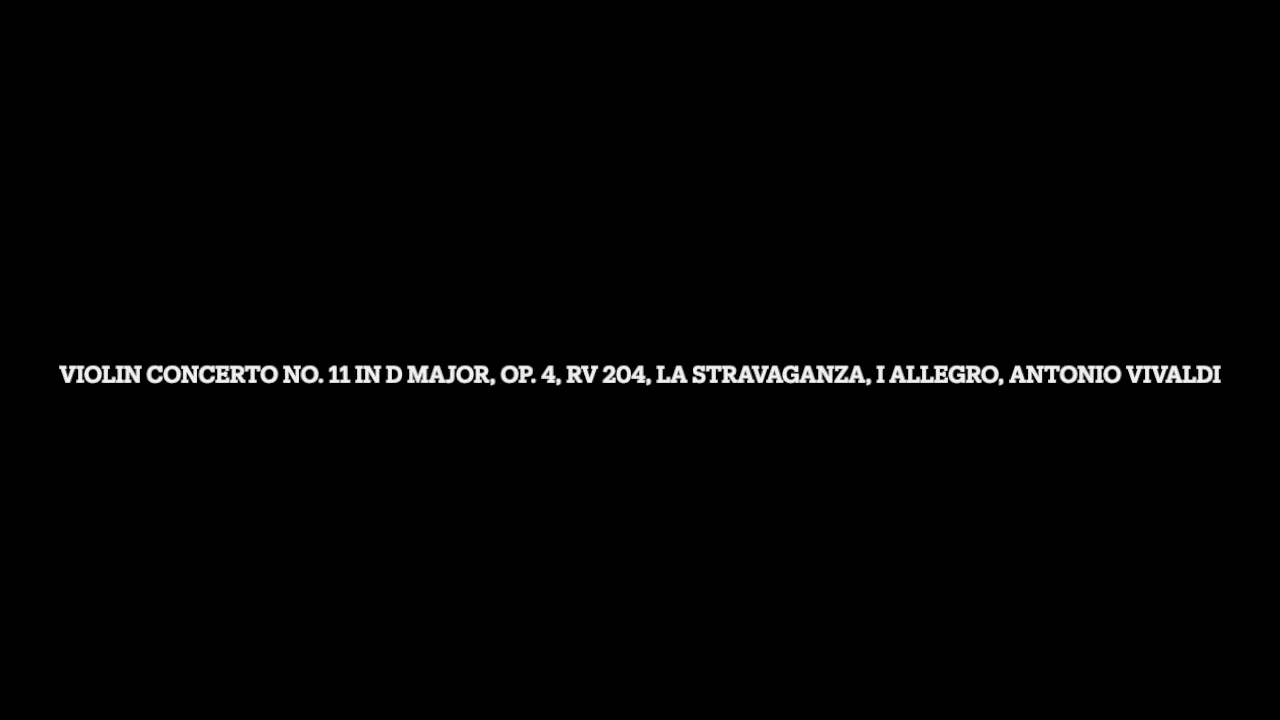 VIOLIN CONCERTO NO. 11 IN D MAJOR, OP. 4, RV 204, LA STRAVAGANZA, I ALLEGRO, ANTONIO VIVALDI